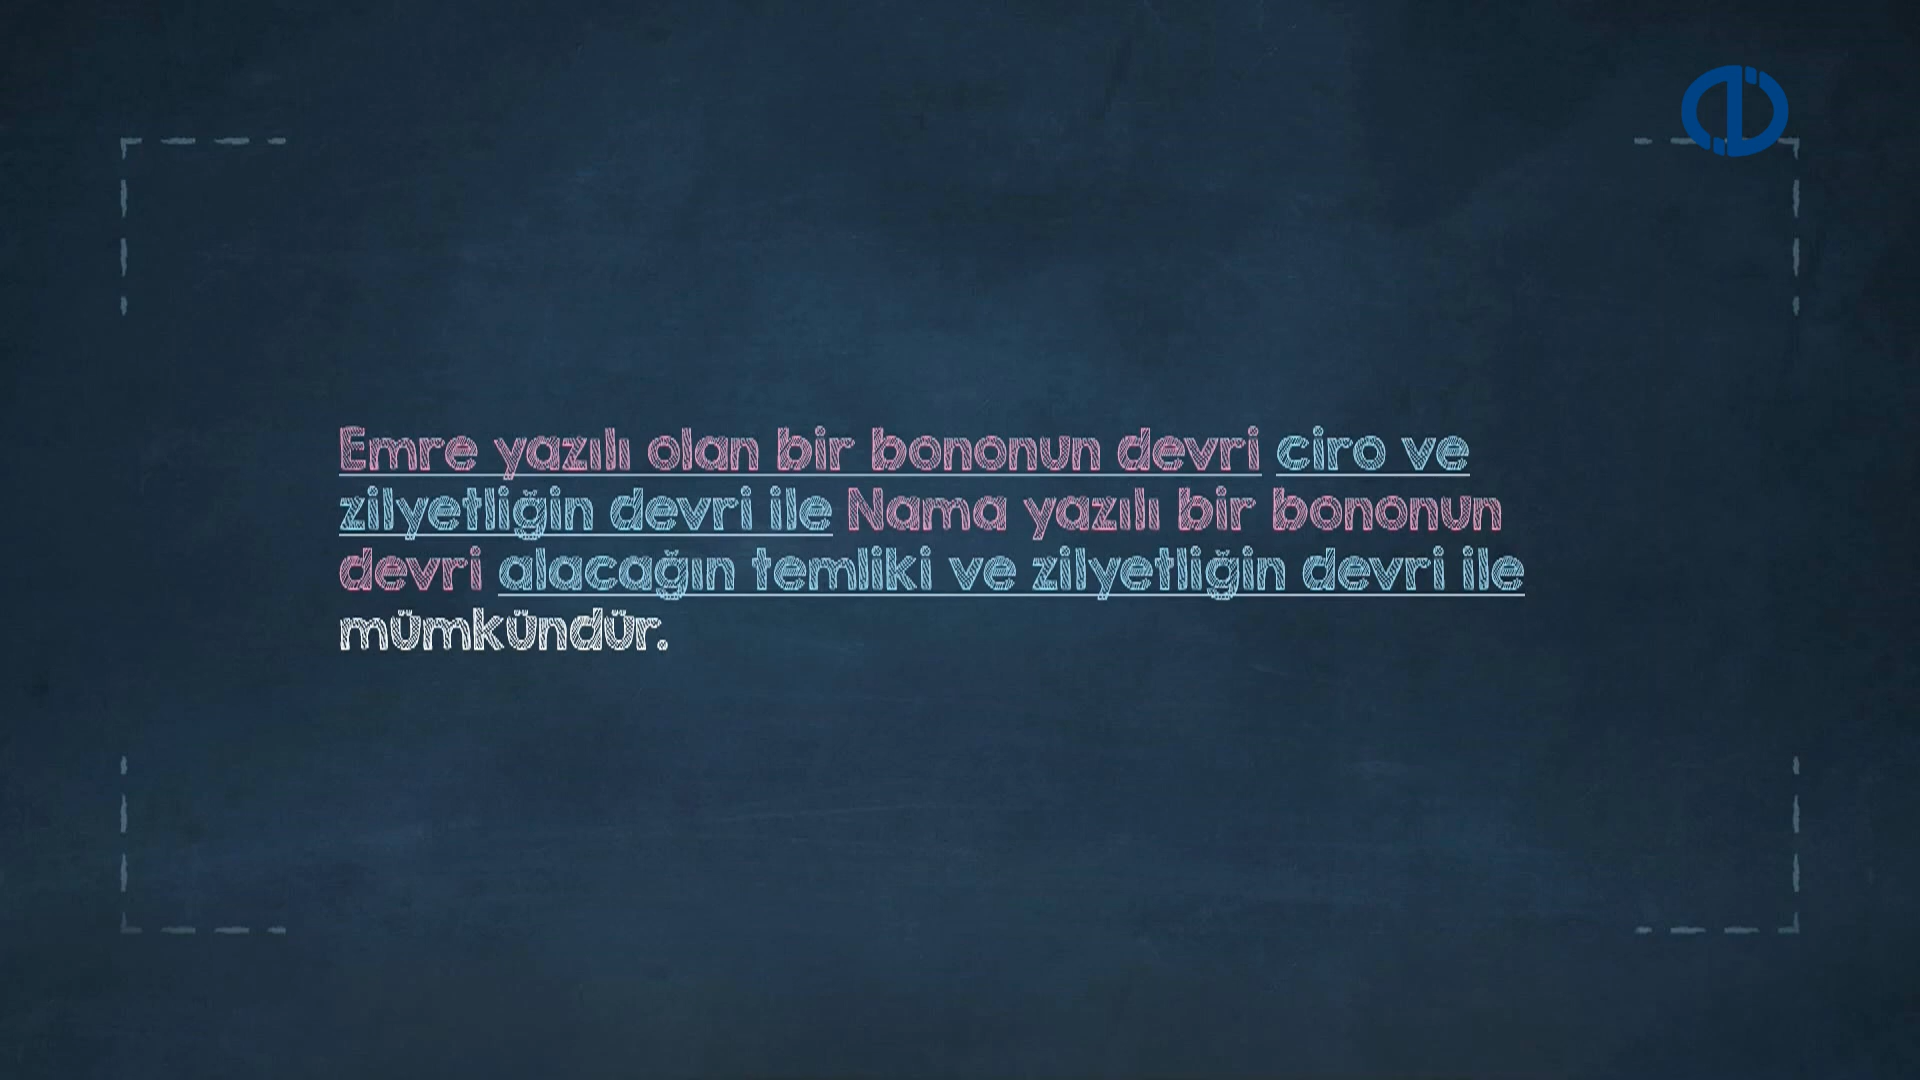 Emre yazılı olan bir bononun devri ciro ve
zilyetliğin devri ile Nama yazılı bir bononun
devri alacağın temliki ve zilyetliğin devri ile
mümkündür.